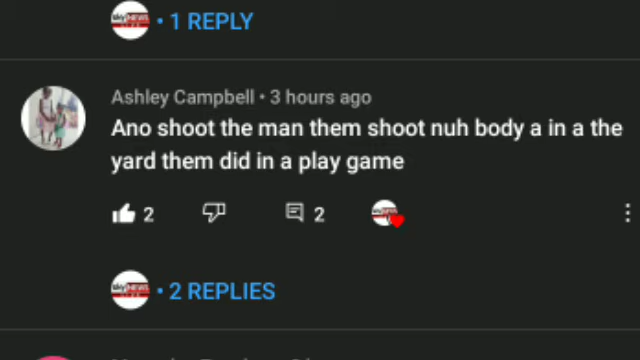 • 1 REPLY
Ashley Campbell • 3 hours ago
Ano shoot the man them shoot nuh body a in a the
yard them did in a play game
2
2
• 2 REPLIES